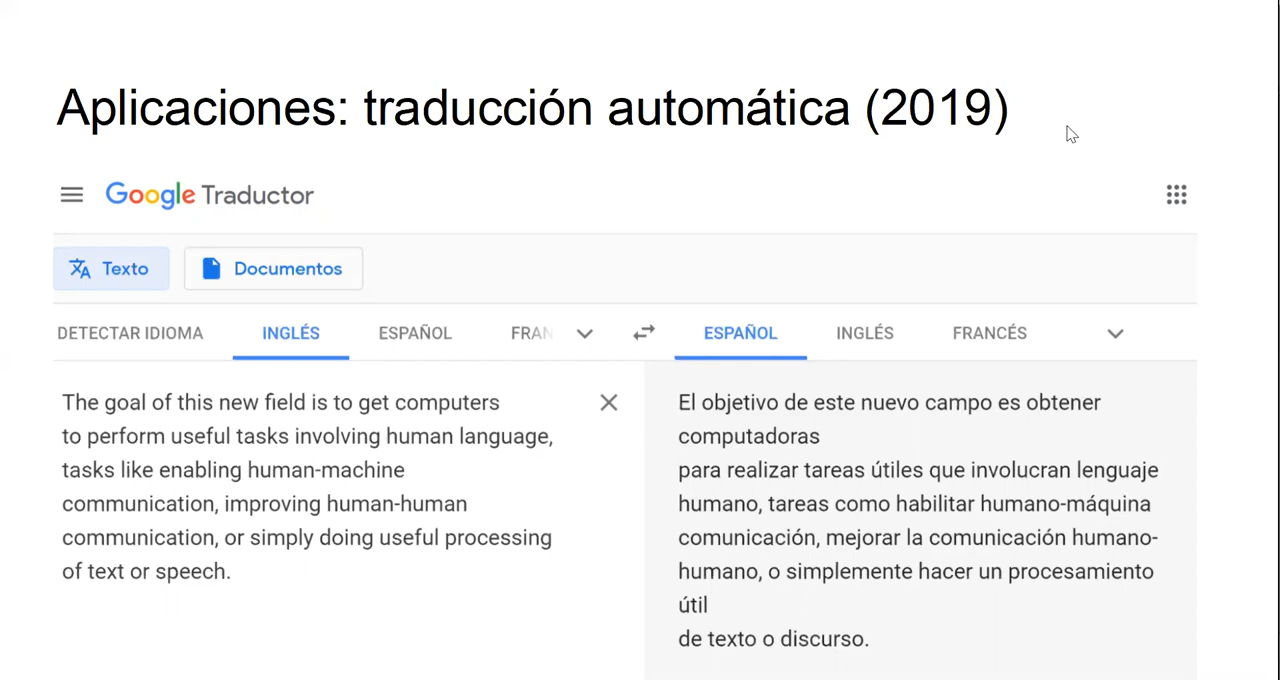 Aplicaciones: traducción automática (2019)
Google Traductor
Texto
Documentos
DETECTAR IDIOMA
INGLÉS
ESPAÑOL
FRAN
ESPAÑOL
INGLÉS
FRANCÉS
The goal of this new field is to get computers
to perform useful tasks involving human language,
tasks like enabling human-machine
communication, improving human-human
communication, or simply doing useful processing
of text or speech.
El objetivo de este nuevo campo es obtener
computadoras
para realizar tareas útiles que involucran lenguaje
humano, tareas como habilitar humano-máquina
comunicación, mejorar la comunicación humano-
humano, o simplemente hacer un procesamiento
útil
de texto o discurso.